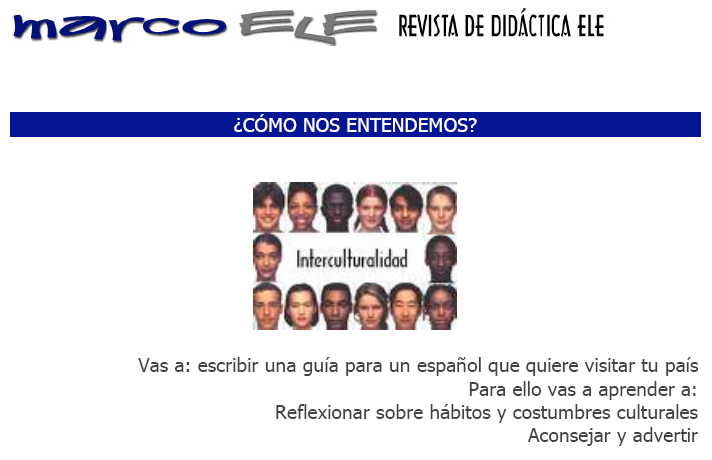 marco ELE REVISTA DE DIDÁCTICA ELE
¿CÓMO NOS ENTENDEMOS?
Interculturalidad
Vas a: escribir una guía para un español que quiere visitar tu país
Para ello vas a aprender a:
Reflexionar sobre hábitos y costumbres culturales
Aconsejar y advertir